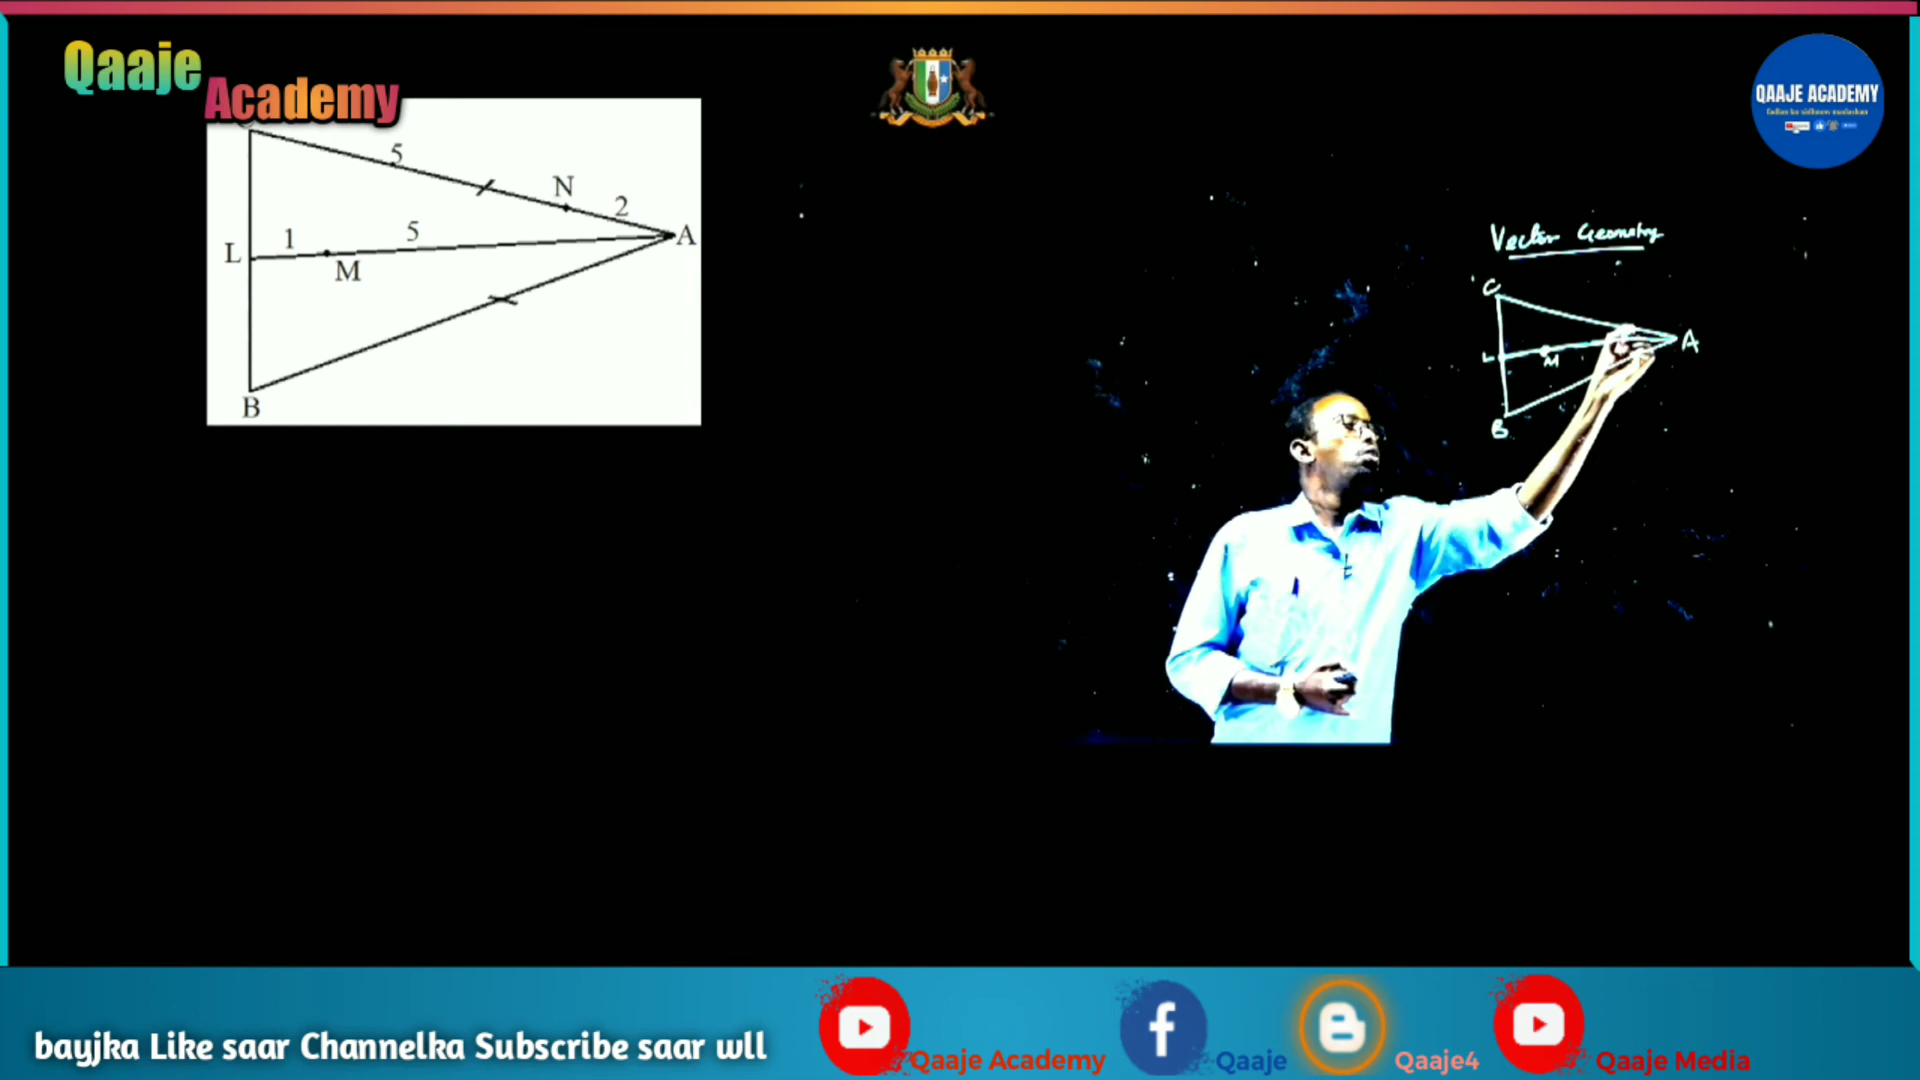 Qaaje
Academy
5
N
2
A
L
1
5
M
B
Vector Geometry
C
A
L
M
B
QAAJE ACADEMY
bayjka Like saar Channelka Subscribe saar wll
Qaaje Academy
Qaaje
Qaaje4
Qaaje Media